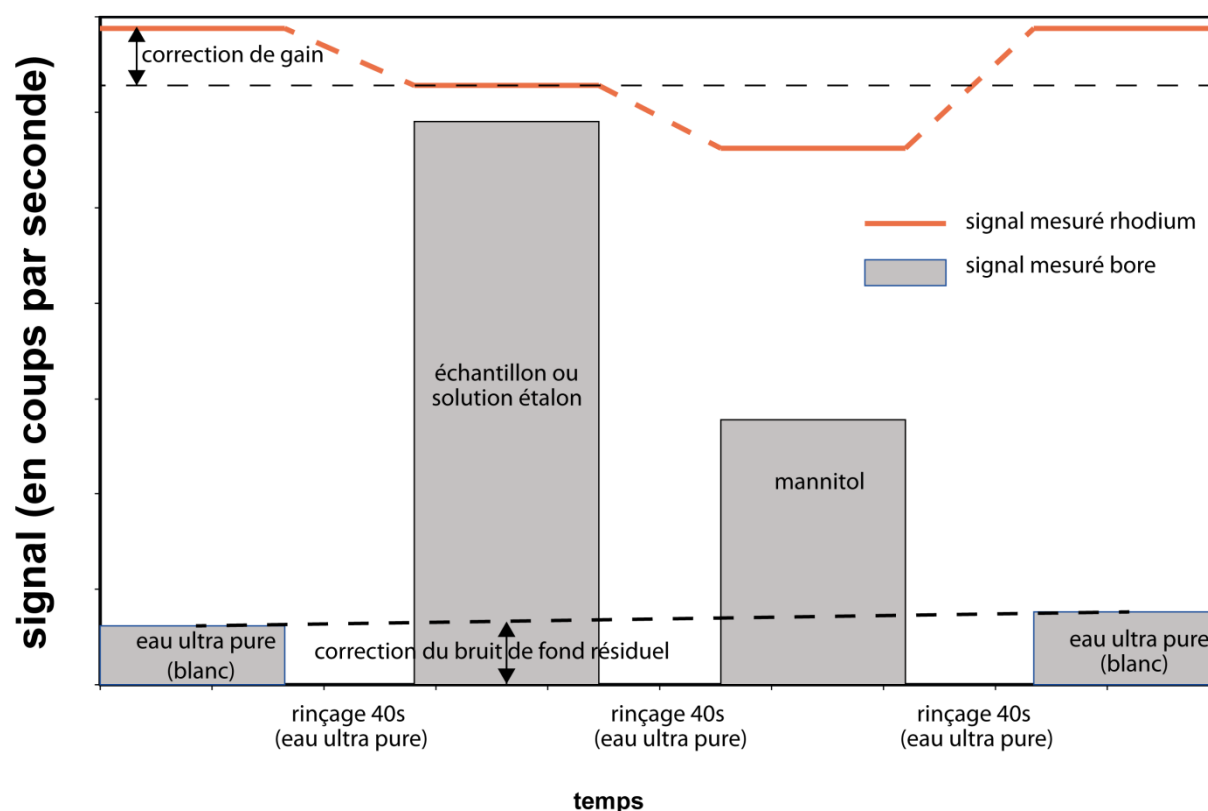 signal (en coups par seconde)
correction de gain
signal mesuré rhodium
signal mesuré bore
échantillon ou
solution étalon
mannitol
eau ultra pure
(blanc)
correction du bruit de fond résiduel
eau ultra pure
(blanc)
rinçage 40s
(eau ultra pure)
rinçage 40s
(eau ultra pure)
rinçage 40s
(eau ultra pure)
temps